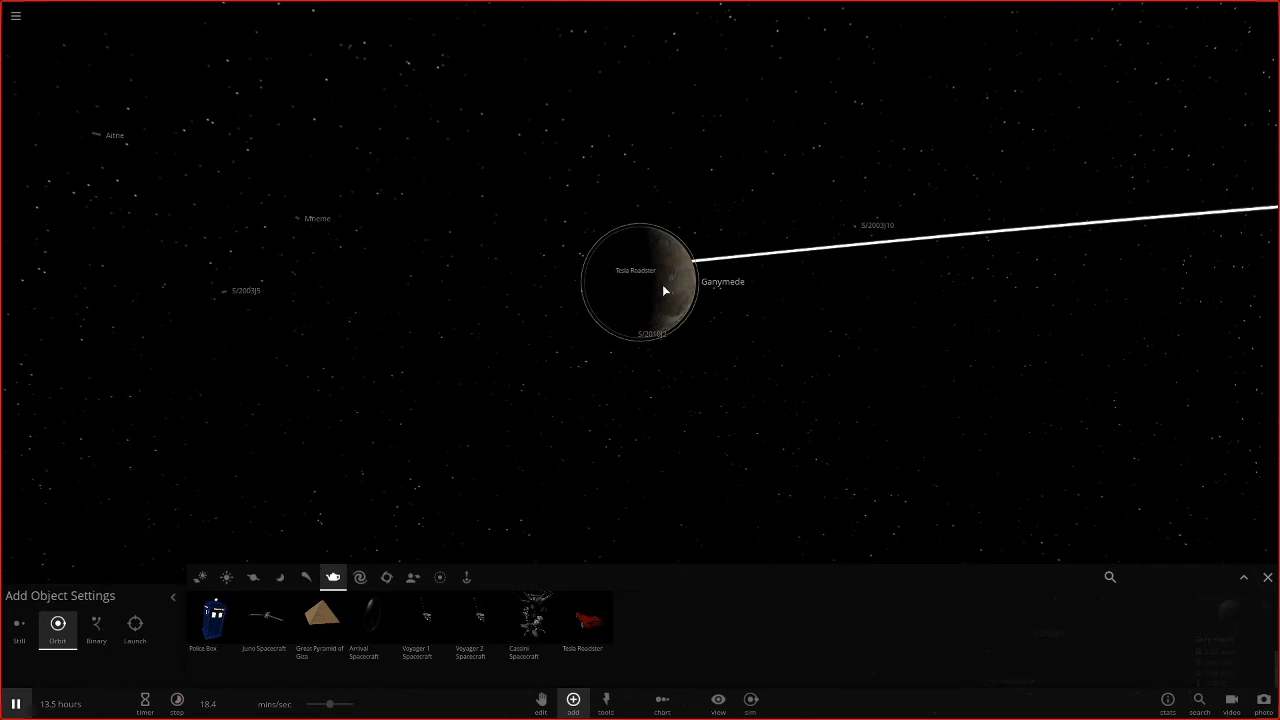 Aitne
Mneme
S/2003J10
Tesla Roadster
Ganymede
S/2003J5
S/2010J2
Add Object Settings
Still
Orbit
Binary
Launch
Police Box
Juno Spacecraft
Great Pyramid of Giza
Arrival Spacecraft
Voyager 1 Spacecraft
Voyager 2 Spacecraft
Cassini Spacecraft
Tesla Roadster
Ganymede
13.5 hours
timer
step
18.4
mins/sec
edit
add
tools
chart
view
sim
stats
search
video
photo